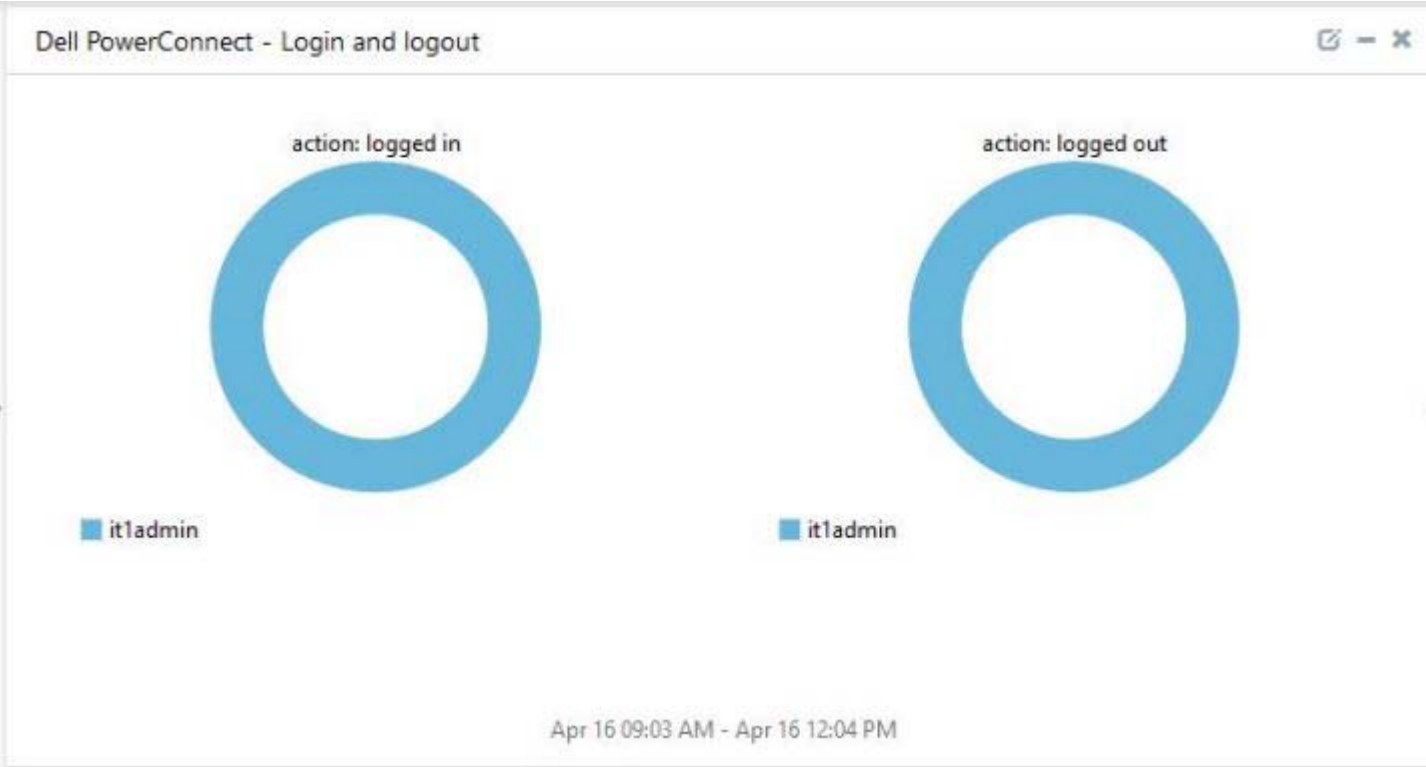 Dell PowerConnect - Login and logout
action: logged in
action: logged out
it1admin
it1admin
Apr 16 09:03 AM - Apr 16 12:04 PM